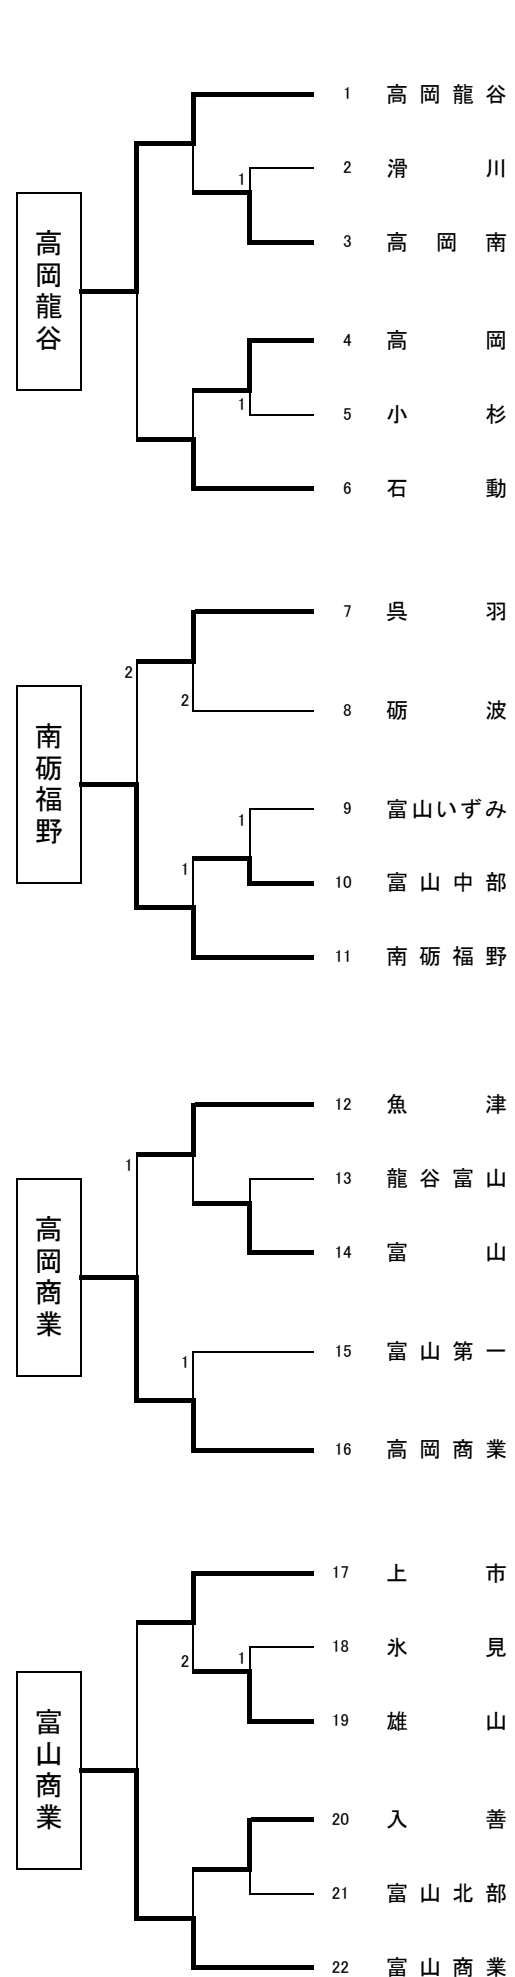 1 高岡龍谷
1
2 滑川
3 高岡南
高岡龍谷
4 高岡
1
5 小杉
6 石動
7 呉羽
2
2
8 砺波
南砺福野
9 富山いずみ
1
1
10 富山中部
11 南砺福野
12 魚津
1
13 龍谷富山
高岡商業
14 富山
15 富山第一
1
16 高岡商業
17 上市
18 氷見
2
1
19 雄山
富山商業
20 入善
21 富山北部
22 富山商業